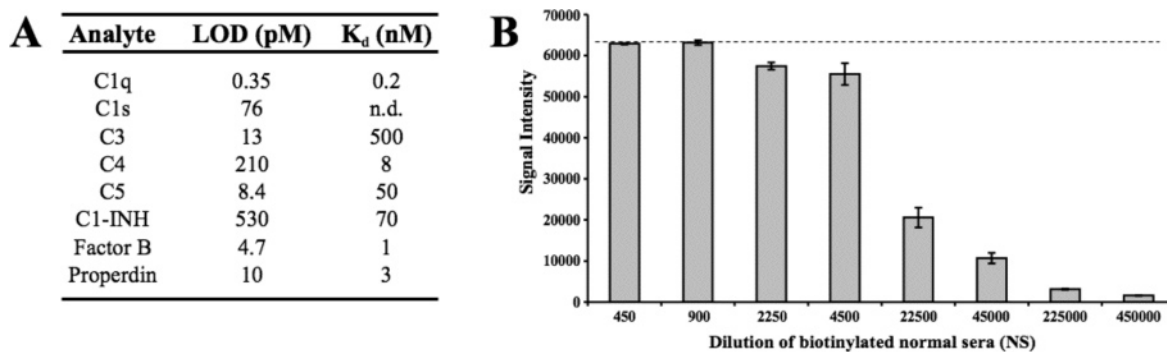 A
Analyte LOD (pM) Kd (nM)
C1q 0.35 0.2
C1s 76 n.d.
C3 13 500
C4 210 8
C5 8.4 50
C1-INH 530 70
Factor B 4.7 1
Properdin 10 3
B
Signal Intensity
70000
60000
50000
40000
30000
20000
10000
0
450 900 2250 4500 22500 45000 225000 450000
Dilution of biotinylated normal sera (NS)